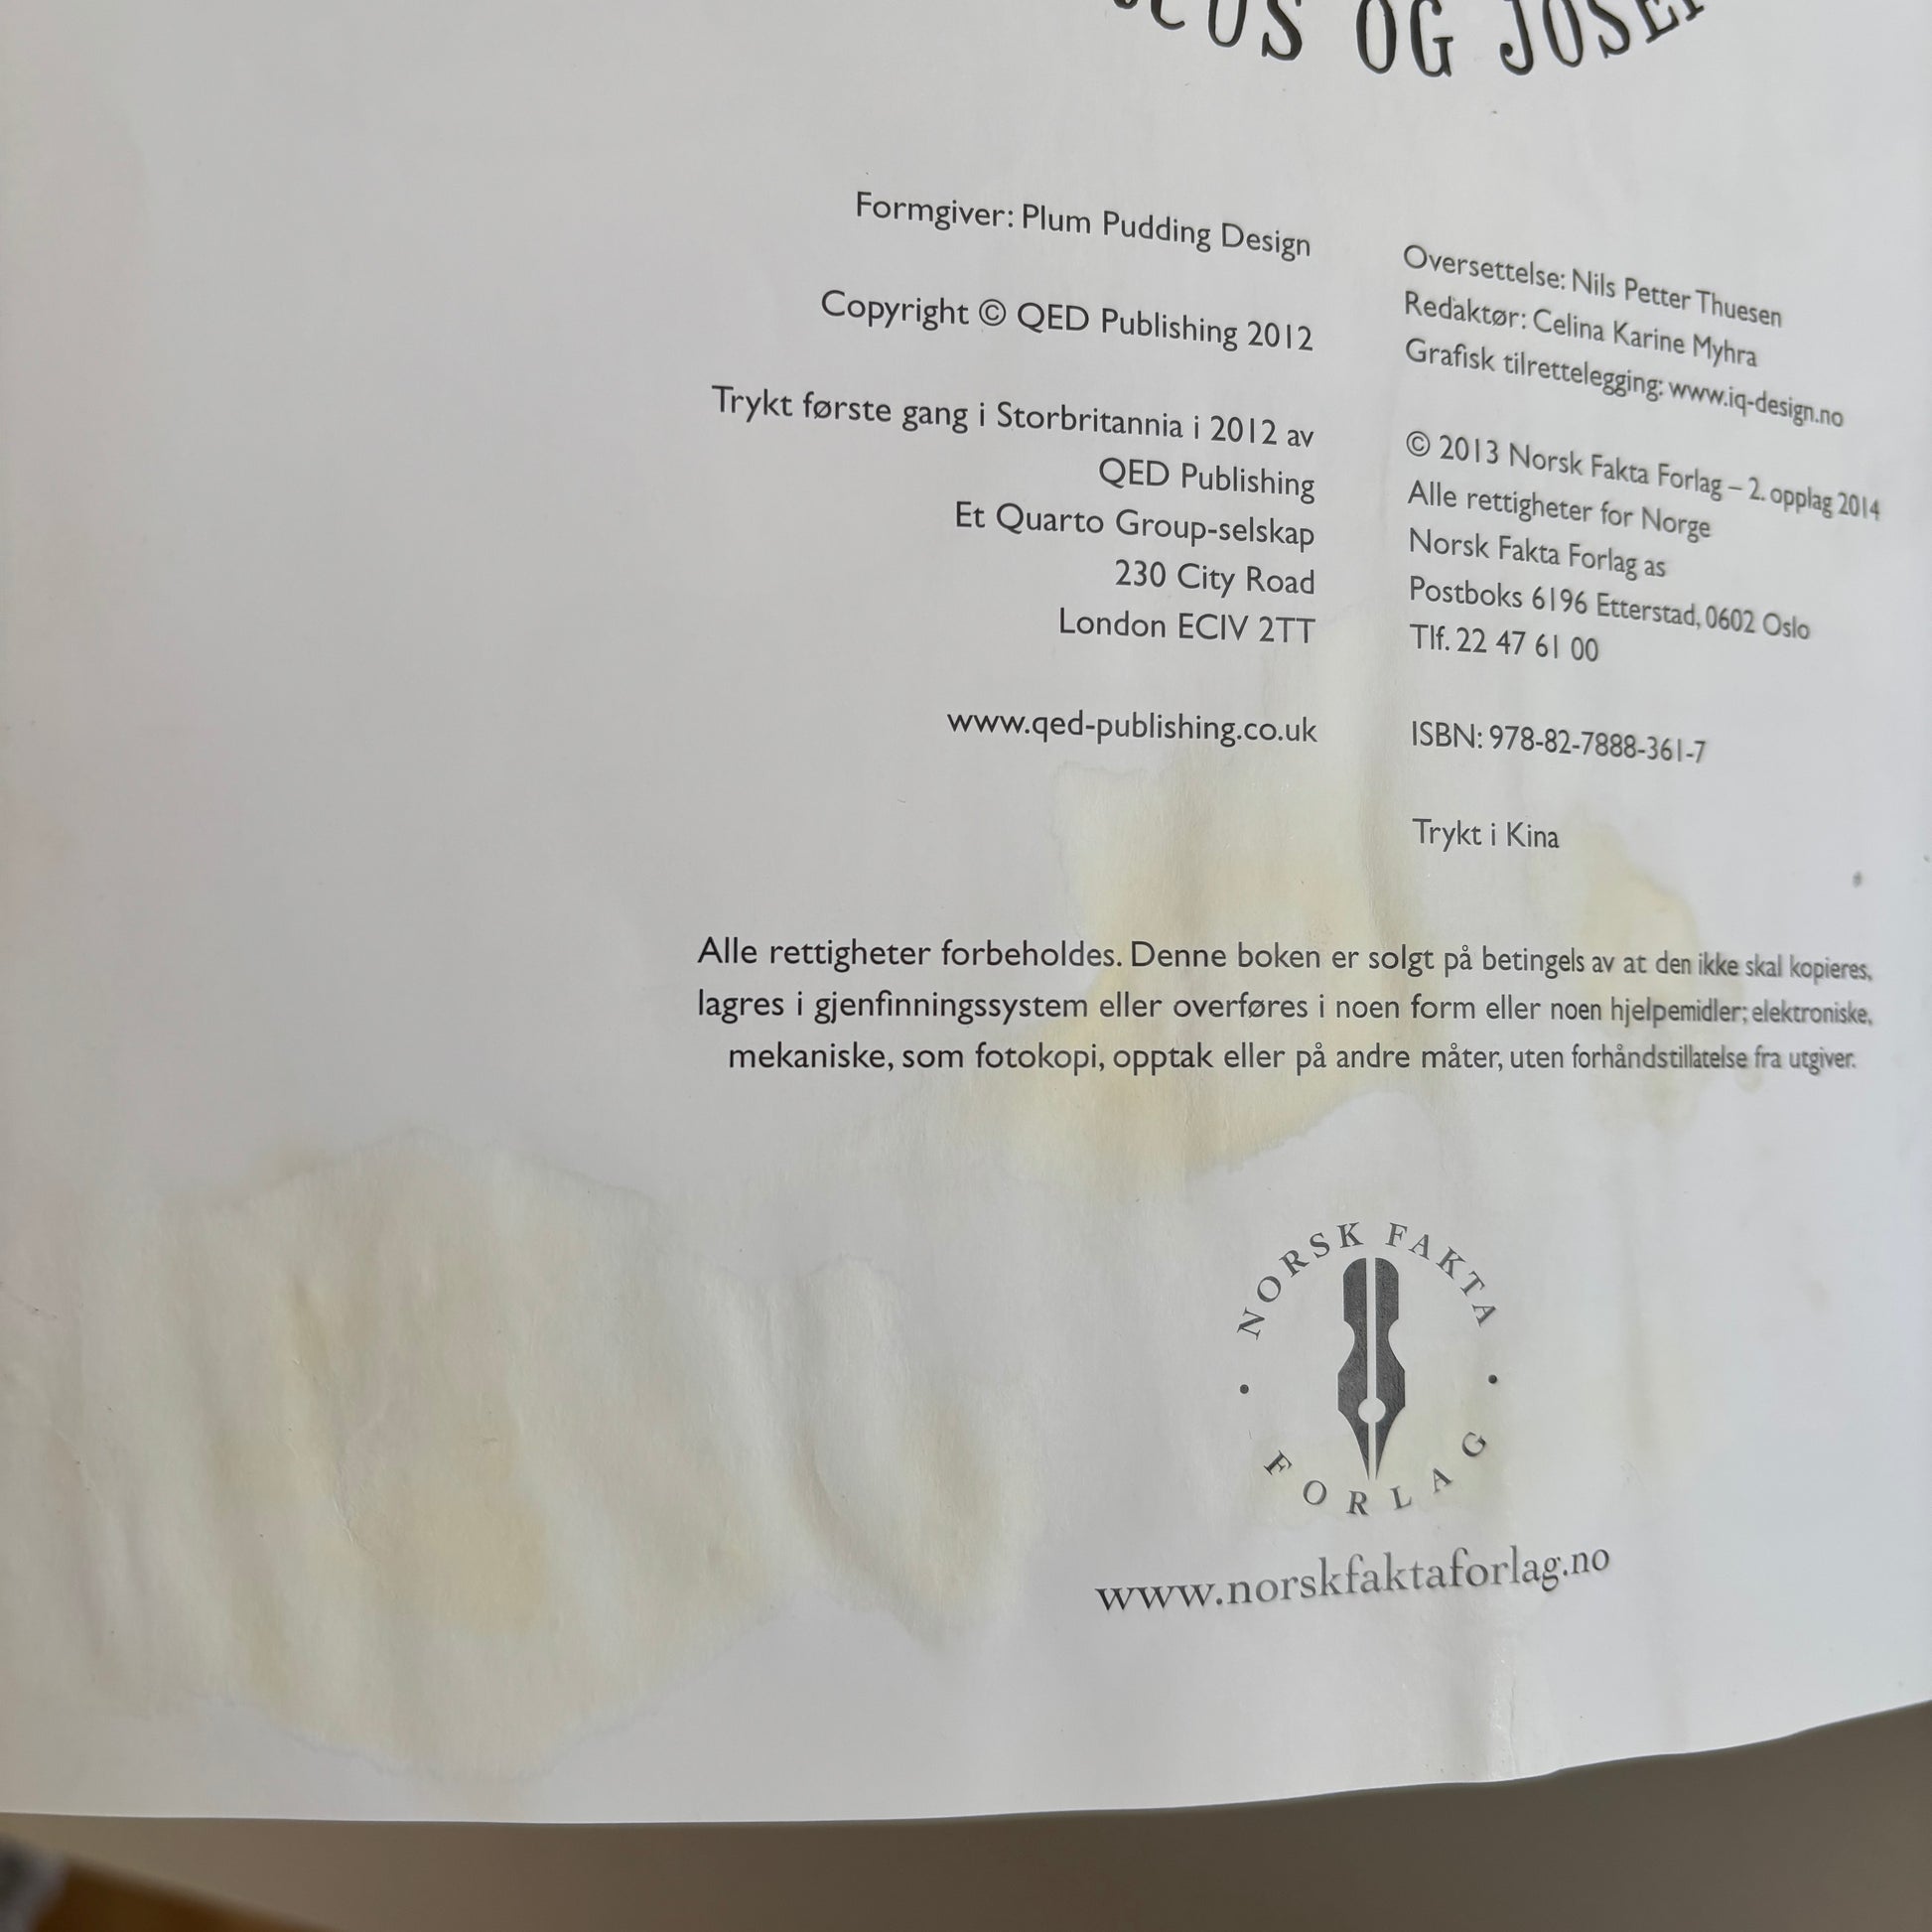 OG
Formgiver: Plum Pudding Design
Copyright © QED Publishing 2012
Trykt første gang i Storbritannia i 2012 av
QED Publishing
Et Quarto Group-selskap
230 City Road
London ECIV 2TT
www.qed-publishing.co.uk
Oversettelse: Nils Petter Thuesen
Redaktør: Celina Karine Myhra
Grafisk tilrettelegging: www.iq-design.no
© 2013 Norsk Fakta Forlag – 2. opplag 2014
Alle rettigheter for Norge
Norsk Fakta Forlag as
Postboks 6196 Etterstad, 0602 Oslo
Tlf. 22 47 61 00
ISBN: 978-82-7888-361-7
Trykt i Kina
Alle rettigheter forbeholdes. Denne boken er solgt på betingels av at den ikke skal kopieres,
lagres i gjenfinningssystem eller overføres i noen form eller noen hjelpemidler; elektroniske,
mekaniske, som fotokopi, opptak eller på andre måter, uten forhåndstillatelse fra utgiver.
NORSK FAKTA
• FORLAG •
www.norskfaktaforlag.no